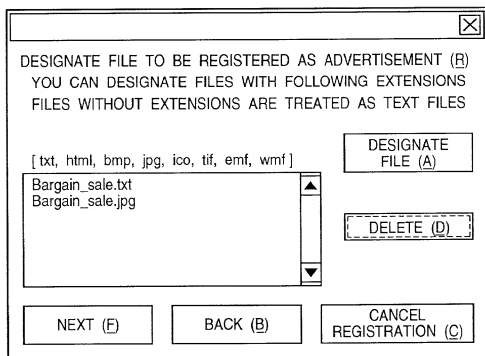 DESIGNATE FILE TO BE REGISTERED AS ADVERTISEMENT (R)
YOU CAN DESIGNATE FILES WITH FOLLOWING EXTENSIONS
FILES WITHOUT EXTENSIONS ARE TREATED AS TEXT FILES
[ txt, html, bmp, jpg, ico, tif, emf, wmf ]
DESIGNATE
FILE (A)
Bargain_sale.txt
Bargain_sale.jpg
DELETE (D)
NEXT (F)
BACK (B)
CANCEL
REGISTRATION (C)